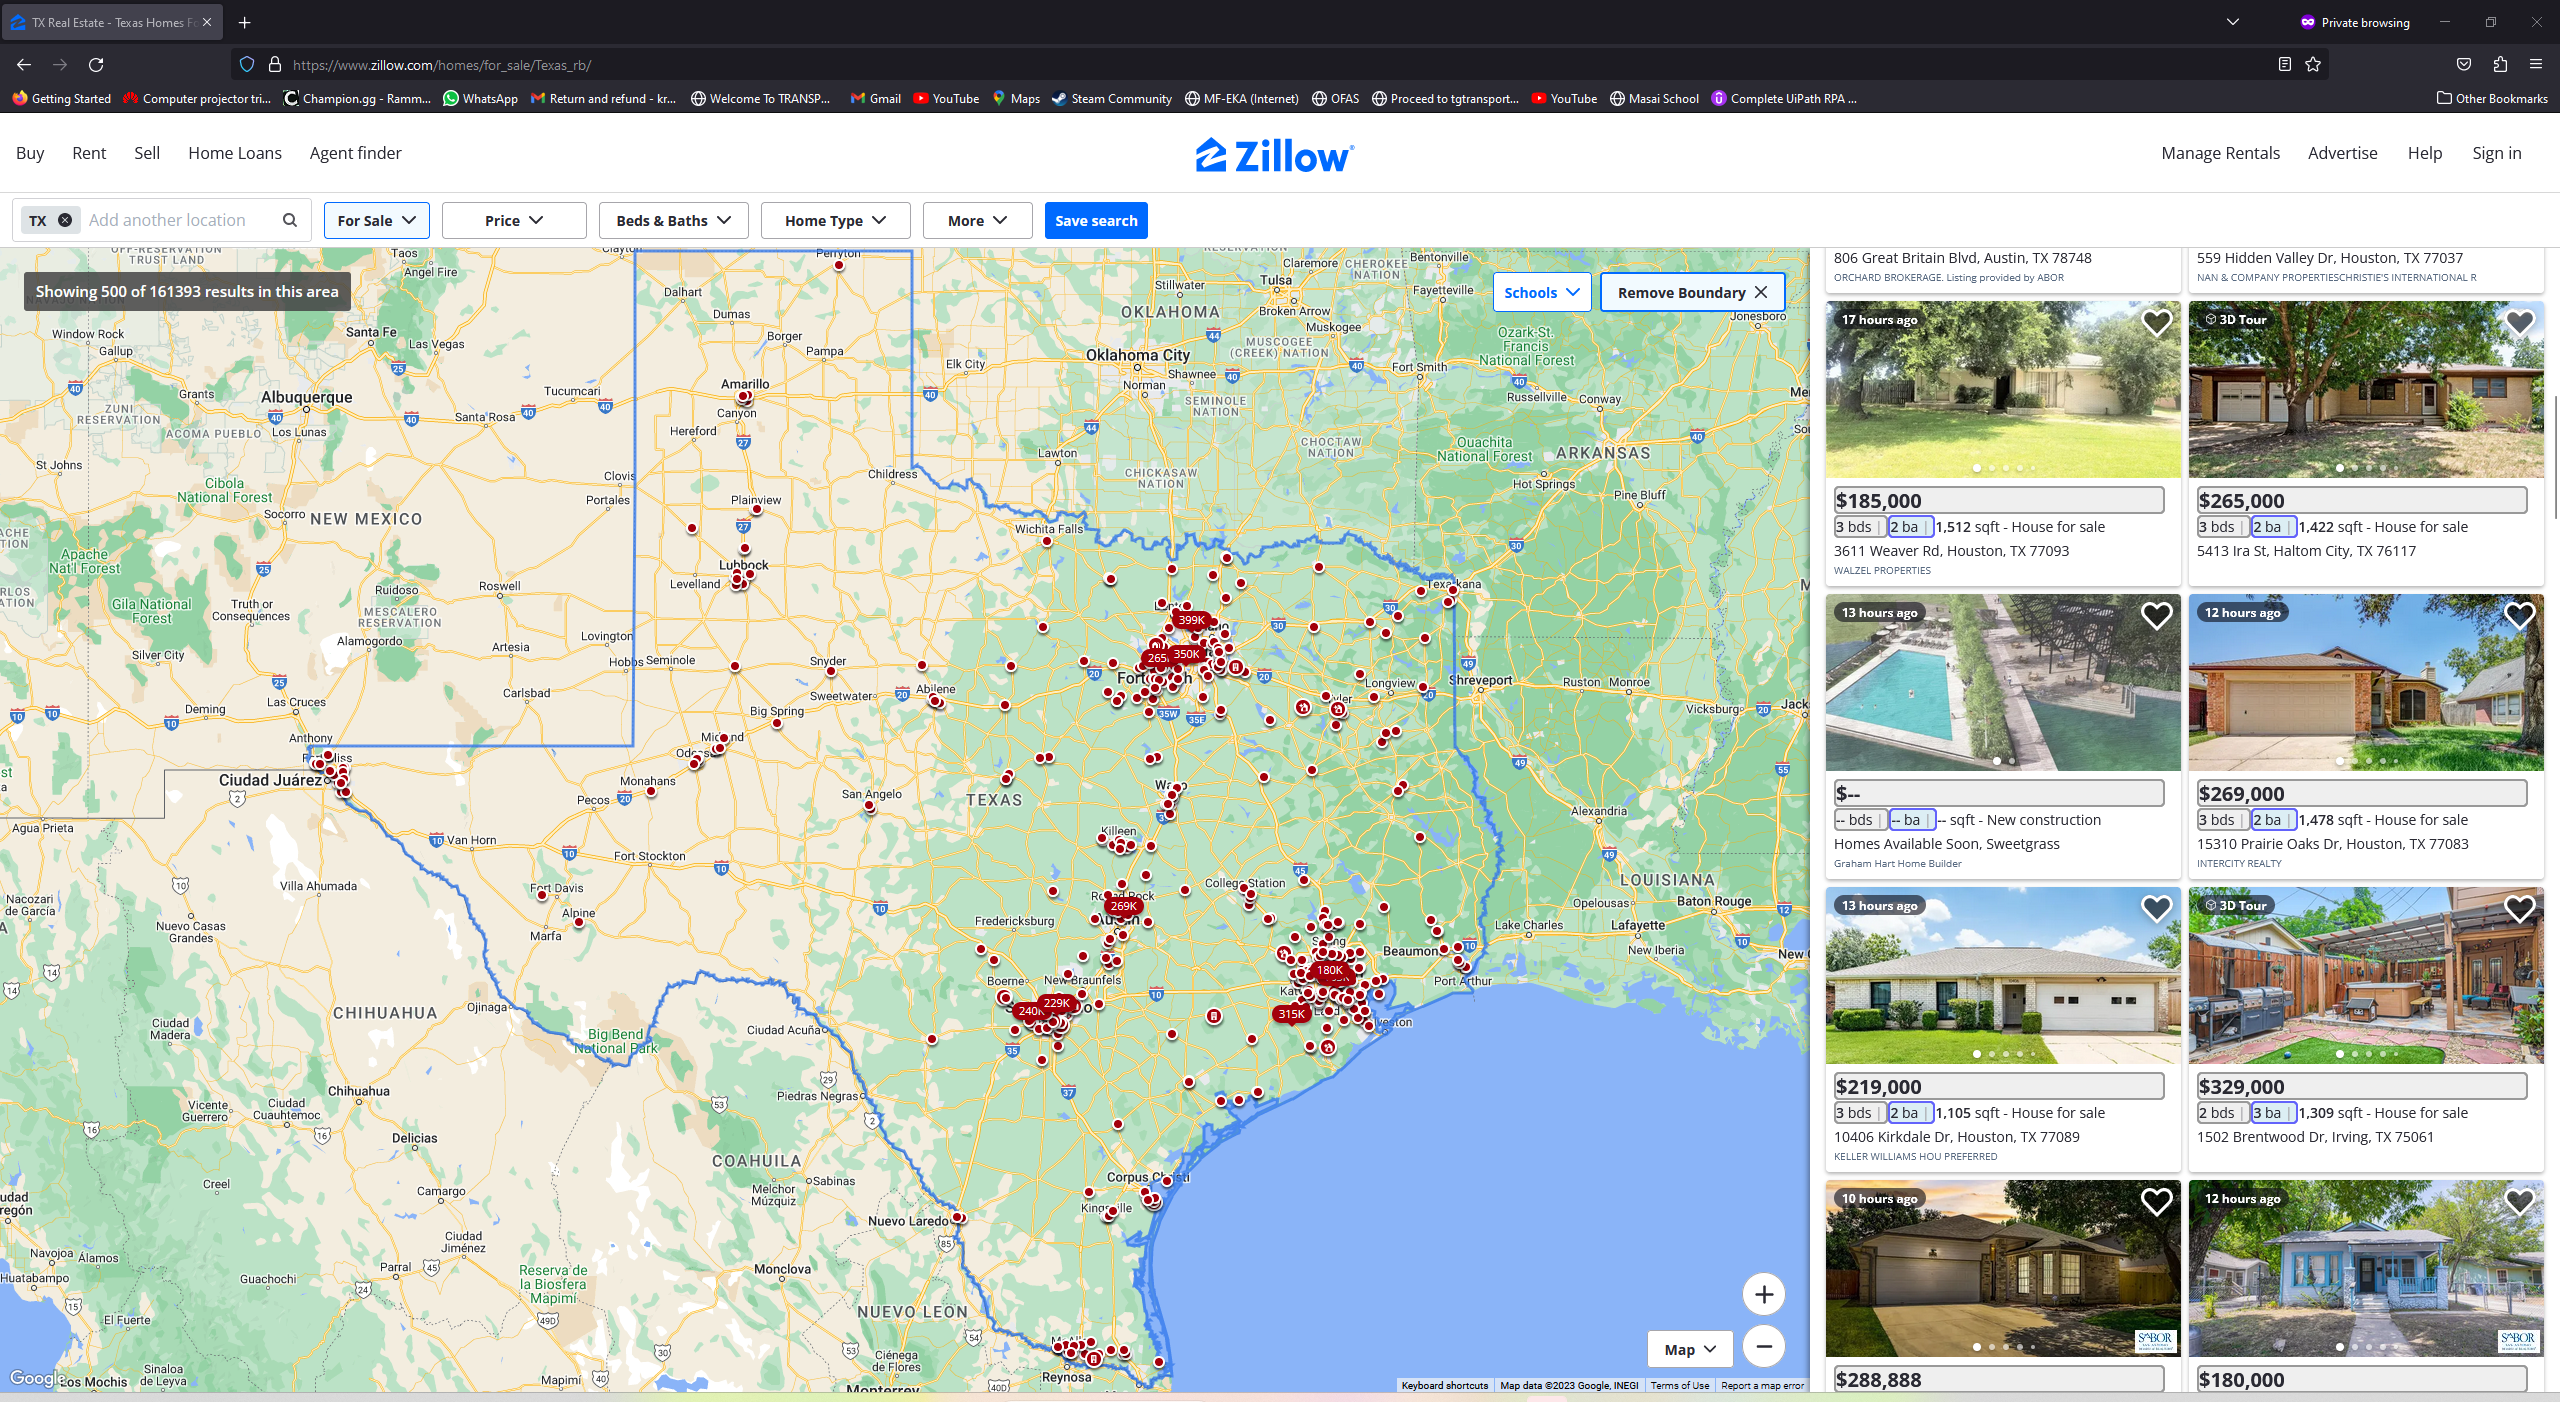 TX Real Estate - Texas Homes Fo
Private browsing
https://www.zillow.com/homes/for_sale/Texas_rb/
Getting Started
Computer projector tri...
Champion.gg - Ramm...
WhatsApp
Return and refund - kr...
Welcome To TRANSP...
Gmail
YouTube
Maps
Steam Community
MF-EKA (Internet)
OFAS
Proceed to tgtransport...
YouTube
Masai School
Complete UiPath RPA ...
Other Bookmarks
Buy
Rent
Sell
Home Loans
Agent finder
Zillow
Manage Rentals
Advertise
Help
Sign in
TX
Add another location
For Sale
Price
Beds & Baths
Home Type
More
Save search
Showing 500 of 161393 results in this area
Schools
Remove Boundary
OFF-RESERVATION
TRUST LAND
Taos
Angel Fire
Clayton
Perryton
Dalhart
Dumas
Borger
Pampa
Stillwater
Claremore
Tulsa
Broken Arrow
Muskogee
CHEROKEE
NATION
Bentonville
Fayetteville
Jonesboro
OKLAHOMA
Oklahoma City
Shawnee
Norman
Elk City
MUSCOGEE
(CREEK) NATION
SEMINOLE
NATION
Ozark-St.
Francis
National Forest
Fort Smith
Russellville
Conway
Window Rock
Gallup
Santa Fe
Las Vegas
Grants
Albuquerque
Tucumcari
Santa Rosa
ZUNI
RESERVATION
ACOMA PUEBLO
Los Lunas
St Johns
Amarillo
Canyon
Hereford
Childress
Lawton
CHICKASAW
NATION
CHOCTAW
NATION
Ouachita
National Forest
ARKANSAS
Hot Springs
Pine Bluff
Cibola
National Forest
Socorro
NEW MEXICO
Clovis
Portales
Plainview
Wichita Falls
Apache
Nat'l Forest
Roswell
Ruidoso
Gila National
Forest
Truth or
Consequences
MESCALERO
RESERVATION
Alamogordo
Lovington
Artesia
Hobbs
Silver City
Carlsbad
Deming
Las Cruces
Anthony
Ciudad Juárez
Lubbock
Levelland
Seminole
Snyder
Sweetwater
Abilene
Big Spring
Monahans
Pecos
San Angelo
TEXAS
399K
350K
265
Texarkana
Longview
Shreveport
Ruston
Monroe
Vicksburg
Killeen
Alexandria
LOUISIANA
Baton Rouge
Opelousas
Lake Charles
Lafayette
New Iberia
College Station
Beaumont
Port Arthur
Agua Prieta
Van Horn
Fort Stockton
Villa Ahumada
Fort Davis
Alpine
Marfa
Nacozari
de García
Nuevo Casas
Grandes
Fredericksburg
269K
Boerne
New Braunfels
240K
229K
180K
315K
CHIHUAHUA
Ojinaga
Ciudad Acuña
Big Bend
National Park
Ciudad
Madera
Chihuahua
Vicente
Guerrero
Ciudad
Cuauhtemoc
Piedras Negras
Delicias
COAHUILA
Melchor
Múzquiz
Sabinas
Creel
Camargo
Corpus Christi
Kingsville
Nuevo Laredo
Navojoa
Álamos
Huatabampo
Guachochi
Ciudad
Jiménez
Parral
Reserva de
la Biosfera
Mapimí
Monclova
NUEVO LEON
El Fuerte
Los Mochis
Sinaloa
de Leyva
Mapimí
Ciénega
de Flores
Monterrey
Reynosa
Google
Map
Keyboard shortcuts
Map data ©2023 Google, INEGI
Terms of Use
Report a map error
806 Great Britain Blvd, Austin, TX 78748
ORCHARD BROKERAGE. Listing provided by ABOR
559 Hidden Valley Dr, Houston, TX 77037
NAN & COMPANY PROPERTIESCHRISTIE'S INTERNATIONAL R
17 hours ago
$185,000
3 bds | 2 ba | 1,512 sqft - House for sale
3611 Weaver Rd, Houston, TX 77093
WALZEL PROPERTIES
3D Tour
$265,000
3 bds | 2 ba | 1,422 sqft - House for sale
5413 Ira St, Haltom City, TX 76117
13 hours ago
$--
-- bds | -- ba | -- sqft - New construction
Homes Available Soon, Sweetgrass
Graham Hart Home Builder
12 hours ago
$269,000
3 bds | 2 ba | 1,478 sqft - House for sale
15310 Prairie Oaks Dr, Houston, TX 77083
INTERCITY REALTY
13 hours ago
$219,000
3 bds | 2 ba | 1,105 sqft - House for sale
10406 Kirkdale Dr, Houston, TX 77089
KELLER WILLIAMS HOU PREFERRED
3D Tour
$329,000
2 bds | 3 ba | 1,309 sqft - House for sale
1502 Brentwood Dr, Irving, TX 75061
10 hours ago
SABOR
$288,888
12 hours ago
SABOR
$180,000